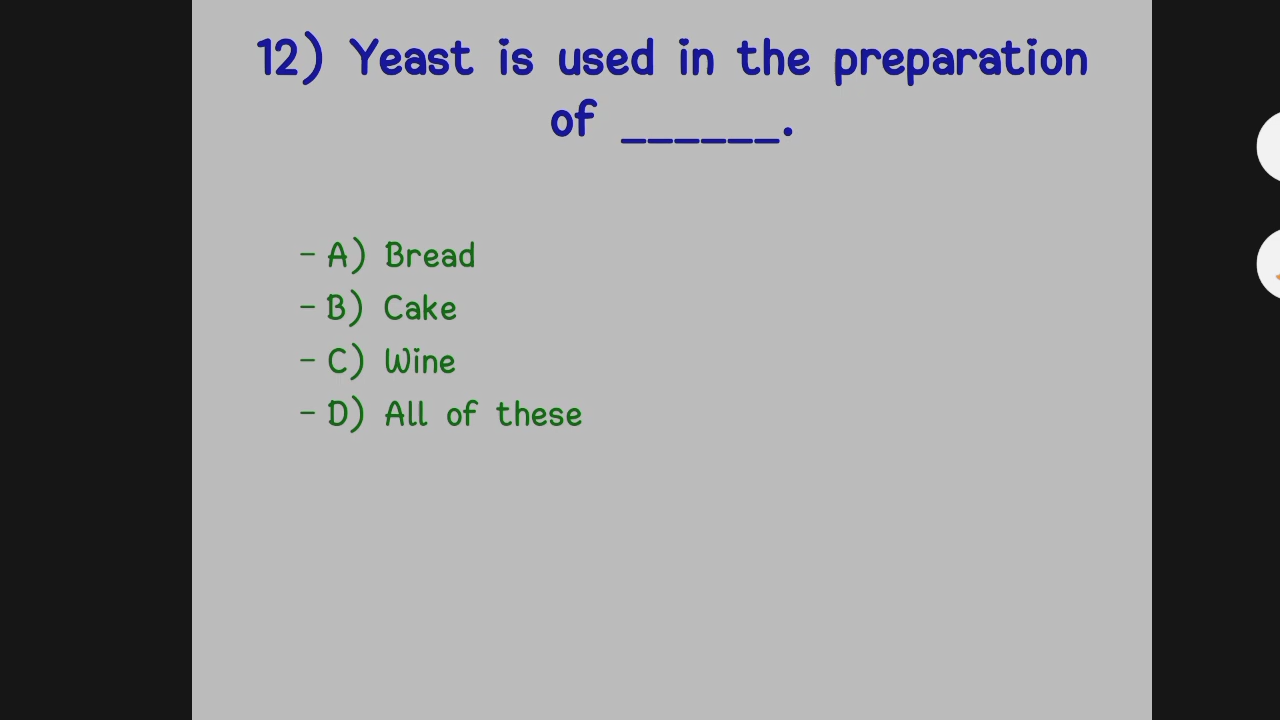 12) Yeast is used in the preparation
of ______.
- A) Bread
- B) Cake
- C) Wine
- D) All of these